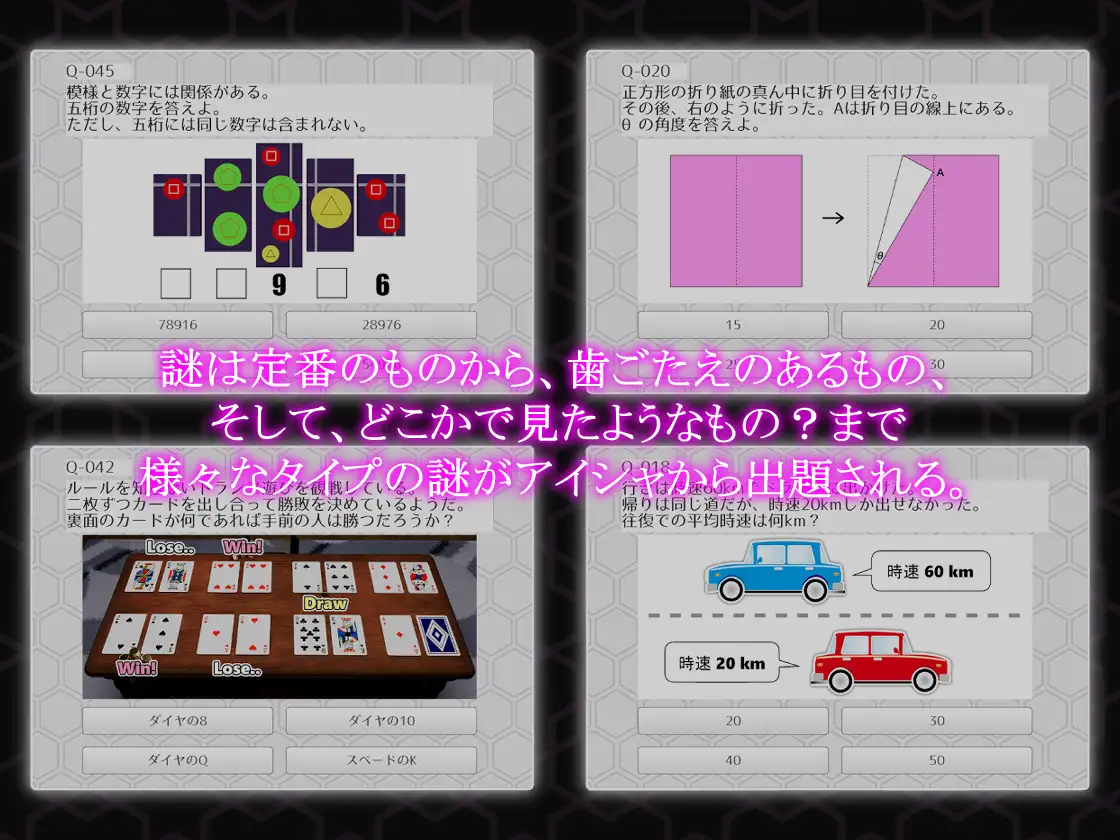 Q-045
模様と数字には関係がある。
五桁の数字を答えよ。
ただし、五桁には同じ数字は含まれない。
9 6
78916
28976
Q-020
正方形の折り紙の真ん中に折り目を付けた。
その後、右のように折った。Aは折り目の線上にある。
θ の角度を答えよ。
A
θ
15
20
30
謎は定番のものから、歯ごたえのあるもの、
そして、どこかで見たようなもの？まで
様々なタイプの謎がアイシャから出題される。
Q-042
二枚ずつカードを出し合って勝敗を決めているようだ。
裏面のカードが何であれば手前の人は勝つだろうか？
Lose..
Win!
Draw
Win!
Lose..
ダイヤの8
ダイヤの10
ダイヤのQ
スペードのK
Q-018
帰りは同じ道だが、時速20kmしか出せなかった。
往復での平均時速は何km？
時速 60 km
時速 20 km
20
30
40
50